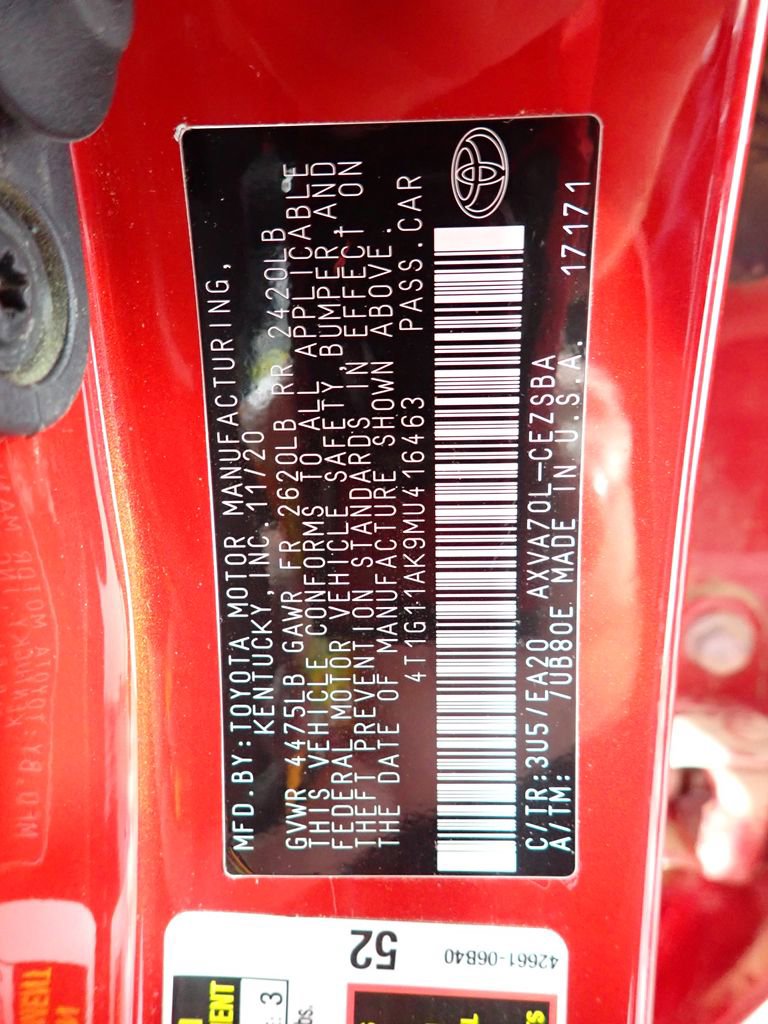 MFD.BY:TOYOTA MOTOR MANUFACTURING,
KENTUCKY,INC. 11/20
GVWR 4475LB GAWR FR 2620LB RR 2420LB
THIS VEHICLE CONFORMS TO ALL APPLICABLE
FEDERAL MOTOR VEHICLE SAFETY, BUMPER, AND
THEFT PREVENTION STANDARDS IN EFFECT ON
THE DATE OF MANUFACTURE SHOWN ABOVE.
4T1G11AK9MU416463 PASS.CAR
C/TR:3U5/EA20 AXVA70L-CEZSBA
A/TM: /UB80E MADE IN U.S.A. 17171
52
42661-06B40
3